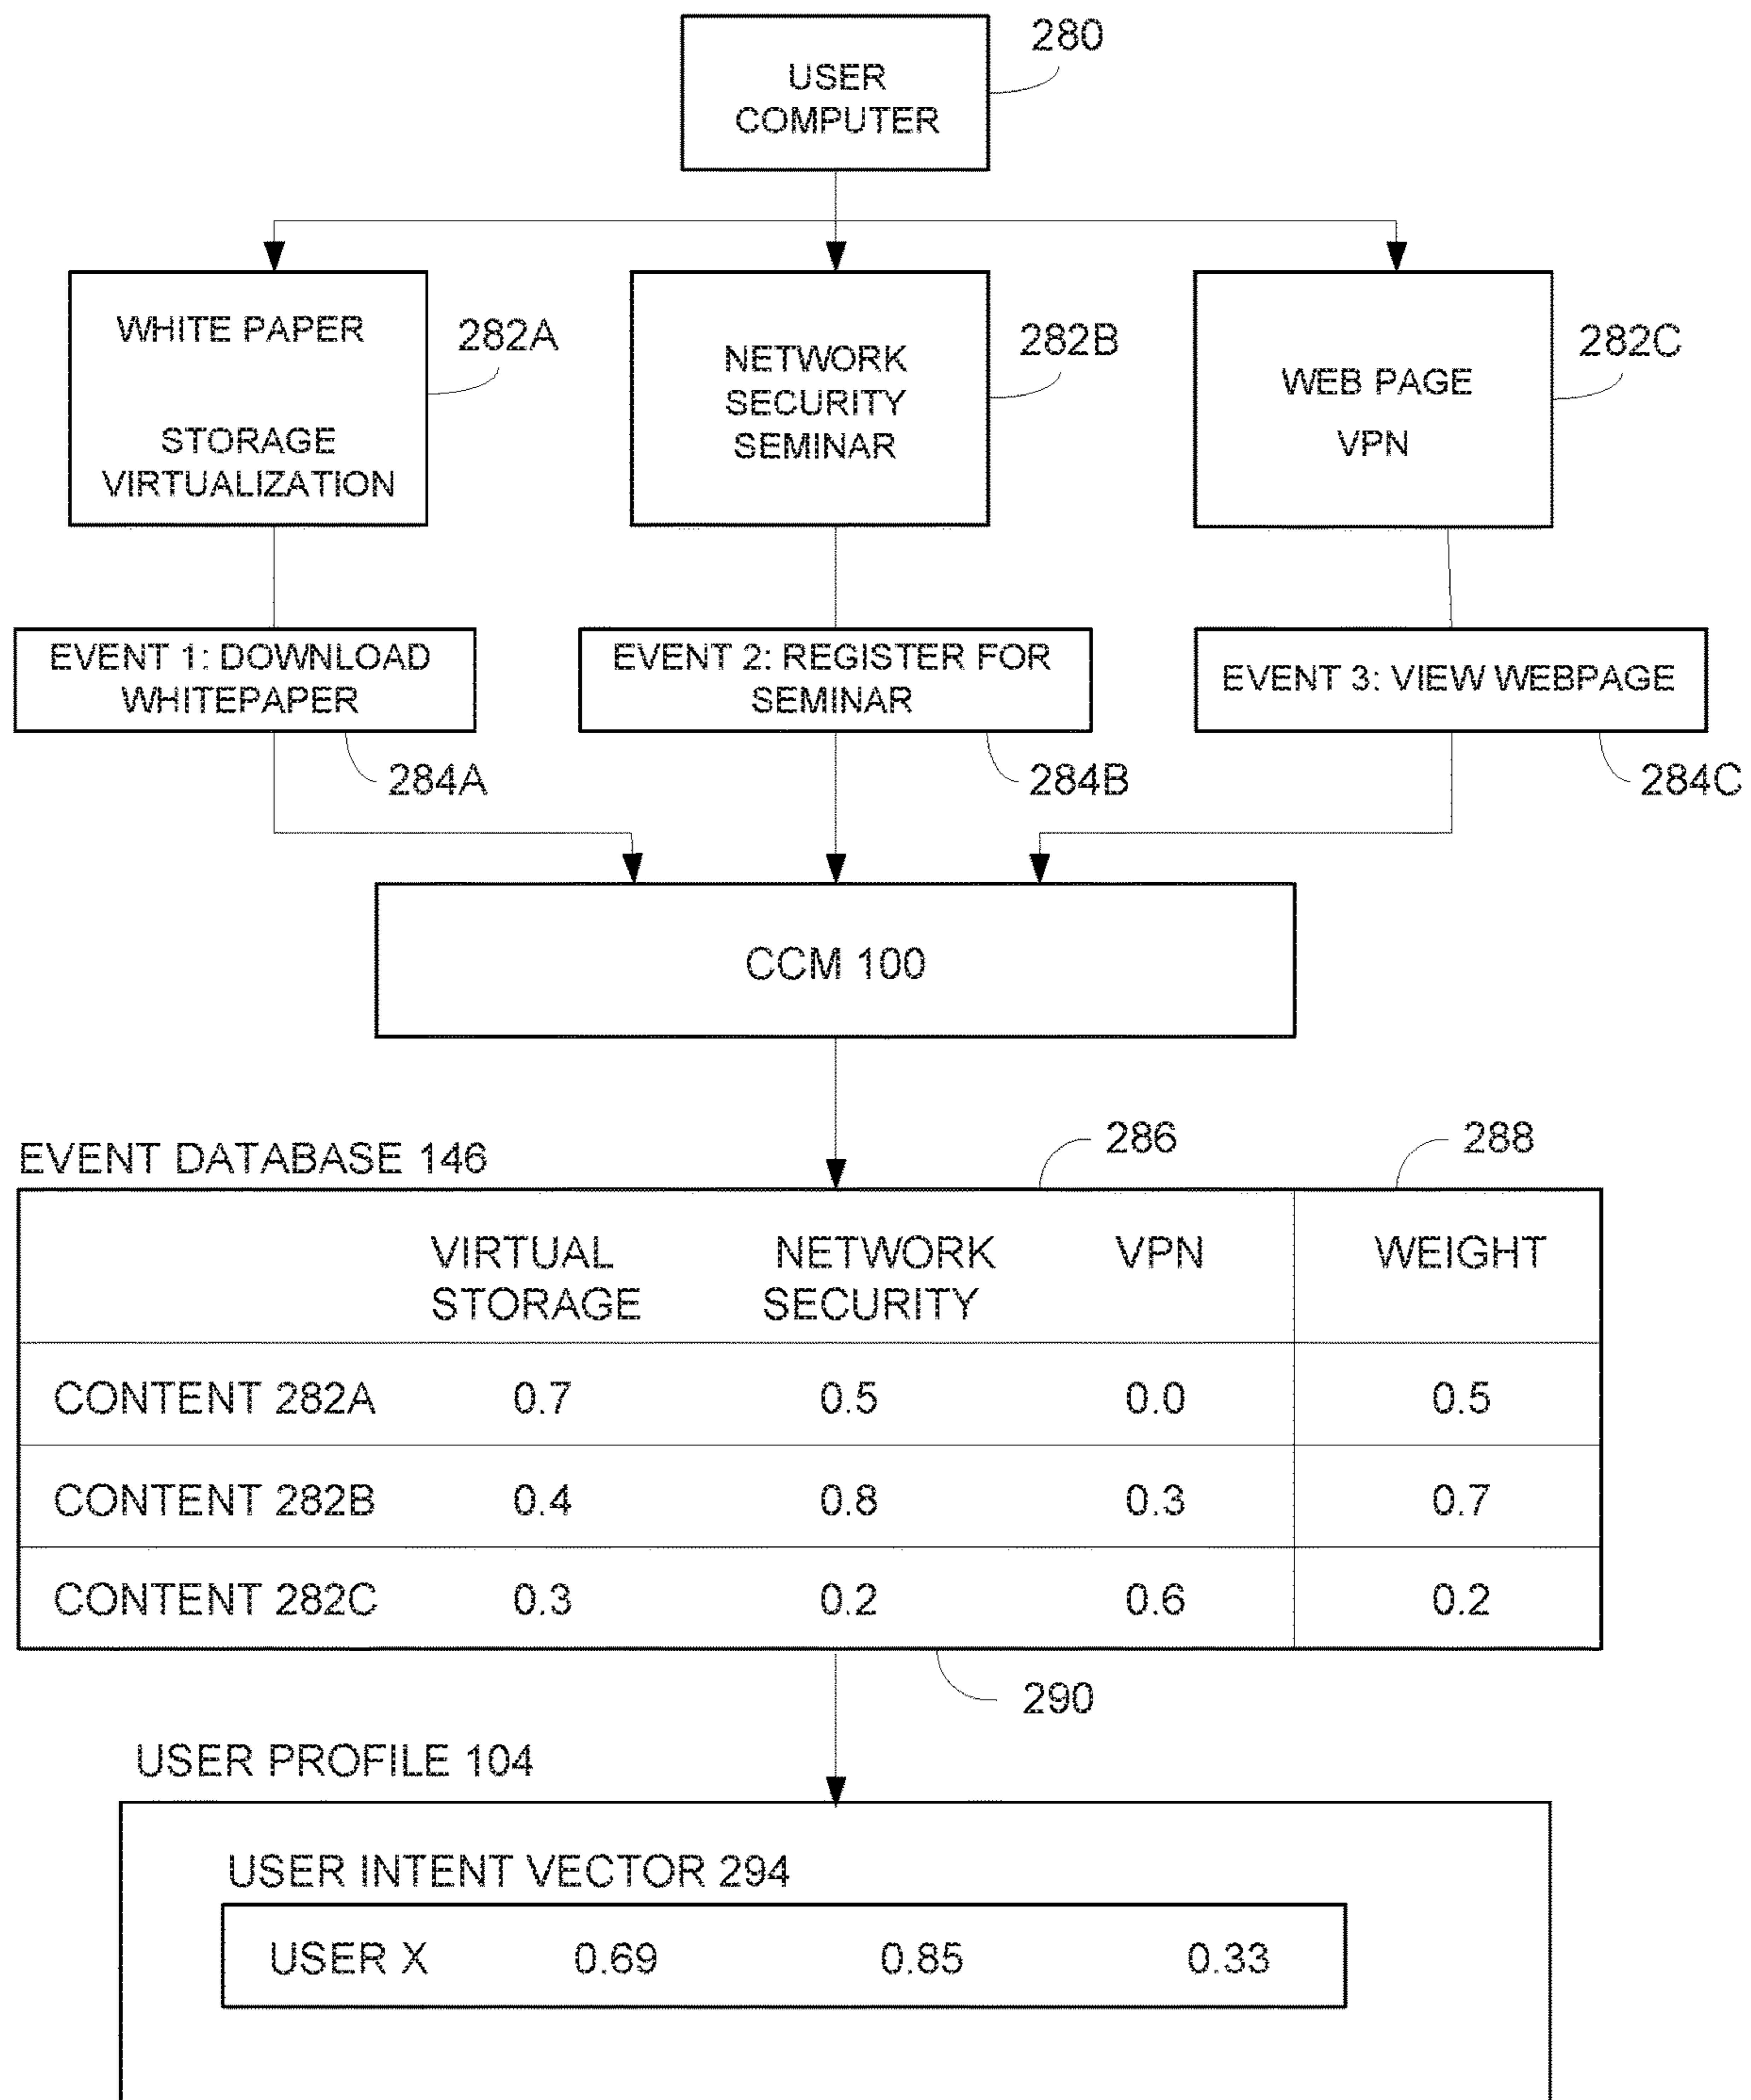 280
USER
COMPUTER
WHITE PAPER
STORAGE
VIRTUALIZATION
282A
NETWORK
SECURITY
SEMINAR
282B
WEB PAGE
VPN
282C
EVENT 1: DOWNLOAD
WHITEPAPER
284A
EVENT 2: REGISTER FOR
SEMINAR
284B
EVENT 3: VIEW WEBPAGE
284C
CCM 100
EVENT DATABASE 146
286
288
VIRTUAL STORAGE
NETWORK SECURITY
VPN
WEIGHT
CONTENT 282A 0.7 0.5 0.0 0.5
CONTENT 282B 0.4 0.8 0.3 0.7
CONTENT 282C 0.3 0.2 0.6 0.2
290
USER PROFILE 104
USER INTENT VECTOR 294
USER X 0.69 0.85 0.33